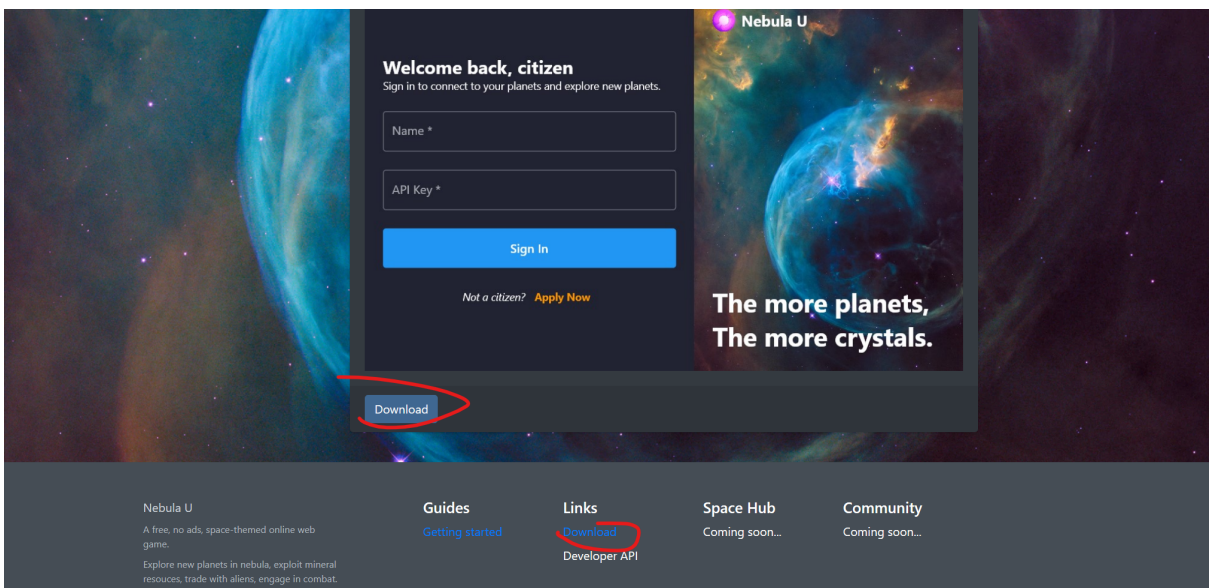 Nebula U
Welcome back, citizen
Sign in to connect to your planets and explore new planets.
Name *
API Key *
Sign In
Not a citizen? Apply Now
The more planets,
The more crystals.
Download
Nebula U
A free, no ads, space-themed online web
game.
Explore new planets in nebula, exploit mineral
resouces, trade with aliens, engage in combat.
Guides
Getting started
Links
Download
Developer API
Space Hub
Coming soon...
Community
Coming soon...